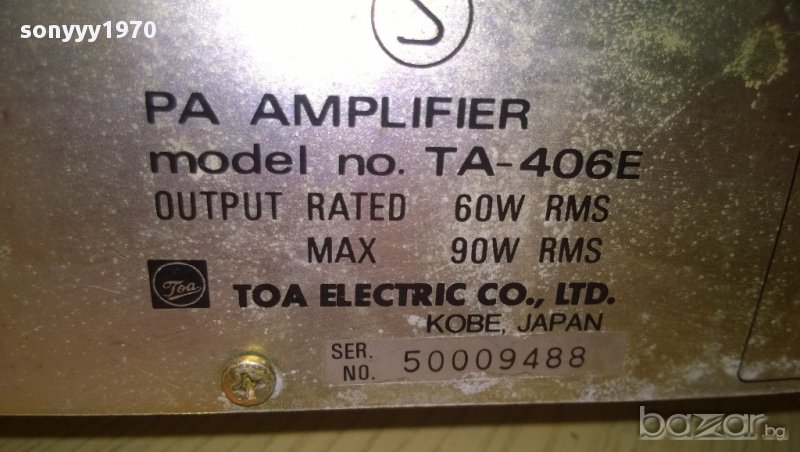 sonyyy1970
S
PA AMPLIFIER
model no. TA-406E
OUTPUT RATED 60W RMS
MAX 90W RMS
Toa TOA ELECTRIC CO., LTD.
KOBE, JAPAN
SER. NO. 50009488
bazar.bg